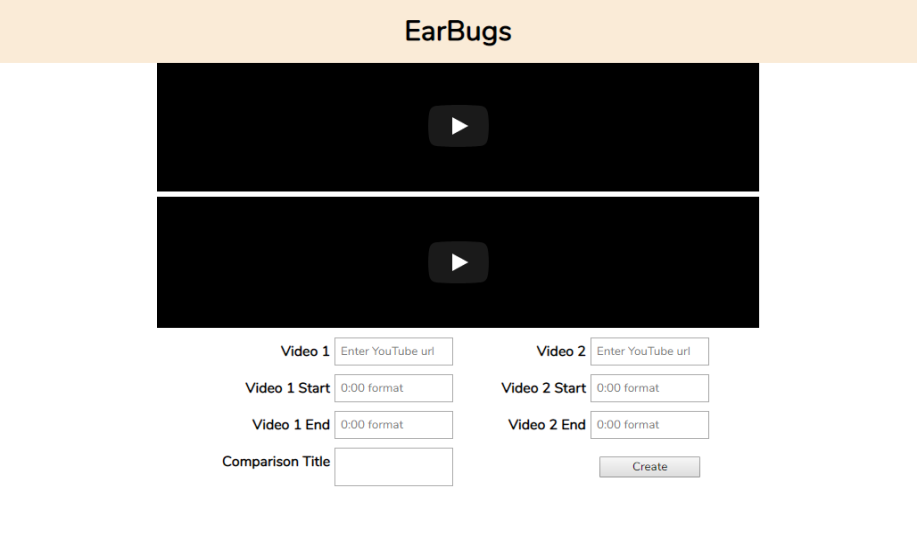 EarBugs
Video 1 Enter YouTube url Video 2 Enter YouTube url
Video 1 Start 0:00 format Video 2 Start 0:00 format
Video 1 End 0:00 format Video 2 End 0:00 format
Comparison Title Create